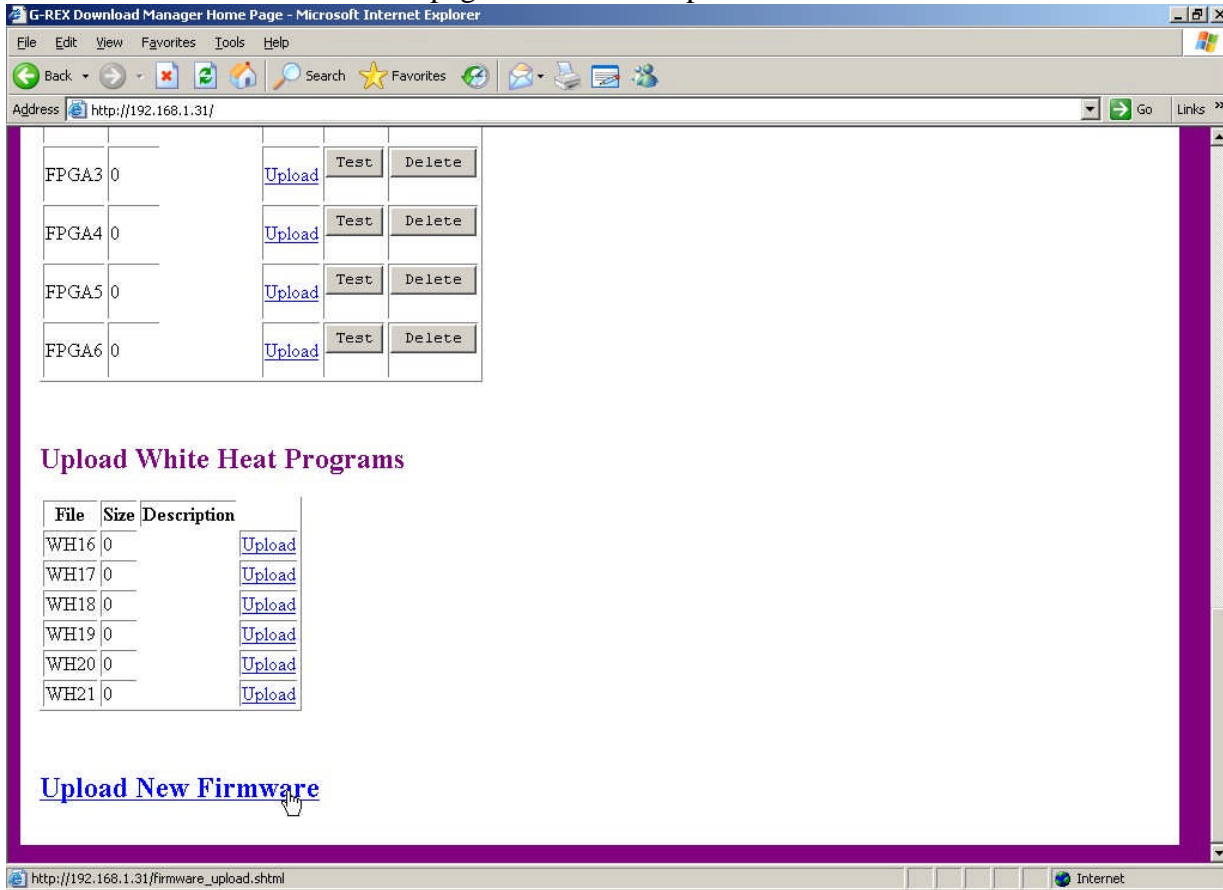 G-REX Download Manager Home Page - Microsoft Internet Explorer
File Edit View Favorites Tools Help
Back Search Favorites
Address http://192.168.1.31/ Go Links »
FPGA3 0 Upload Test Delete
FPGA4 0 Upload Test Delete
FPGA5 0 Upload Test Delete
FPGA6 0 Upload Test Delete
Upload White Heat Programs
File Size Description
WH16 0 Upload
WH17 0 Upload
WH18 0 Upload
WH19 0 Upload
WH20 0 Upload
WH21 0 Upload
Upload New Firmware
http://192.168.1.31/firmware_upload.shtml Internet